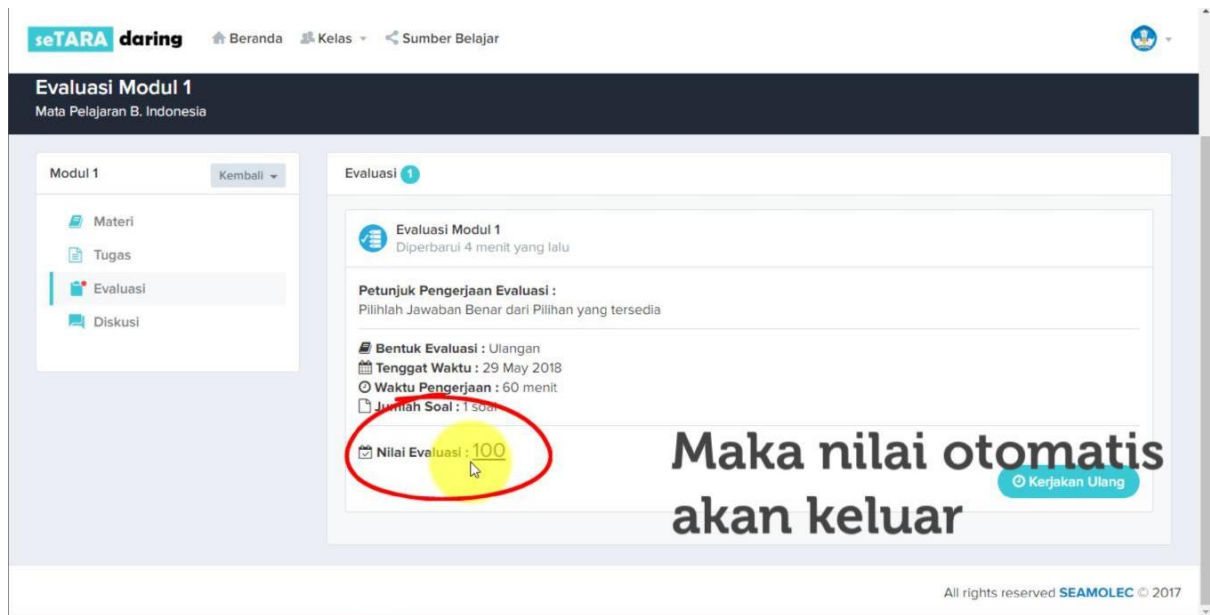 seTARA daring Beranda Kelas Sumber Belajar
Evaluasi Modul 1
Mata Pelajaran B. Indonesia
Modul 1 Kembali
Materi
Tugas
Evaluasi
Diskusi
Evaluasi 1
Evaluasi Modul 1
Diperbarui 4 menit yang lalu
Petunjuk Pengerjaan Evaluasi :
Pilihlah Jawaban Benar dari Pilihan yang tersedia
Bentuk Evaluasi : Ulangan
Tenggat Waktu : 29 May 2018
Waktu Pengerjaan : 60 menit
Jumlah Soal : 1 soal
Nilai Evaluasi : 100
Maka nilai otomatis
akan keluar
Kerjakan Ulang
All rights reserved SEAMOLEC © 2017